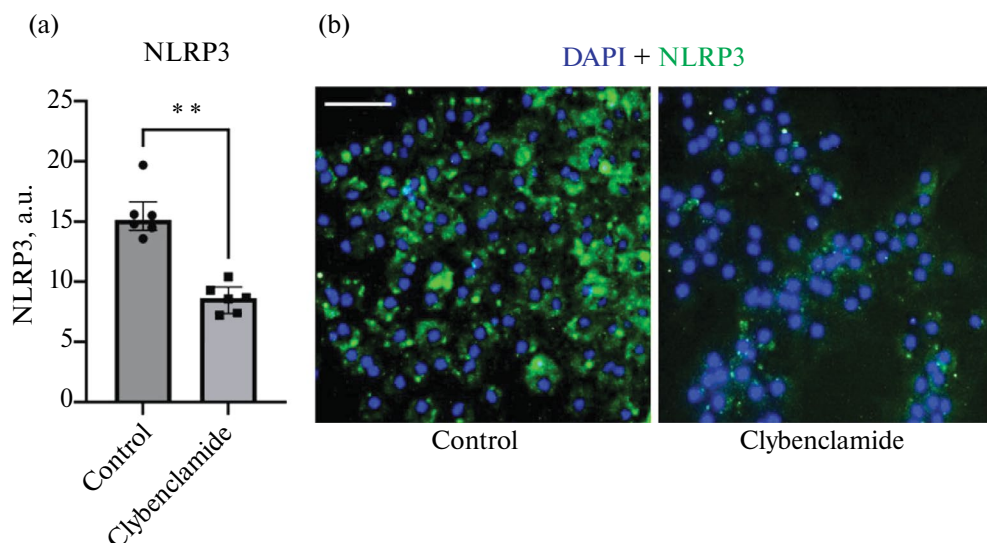 (a)
NLRP3
NLRP3, a.u.
25
20
15
10
5
0
**
Control
Clybenclamide
(b)
DAPI + NLRP3
Control
Clybenclamide